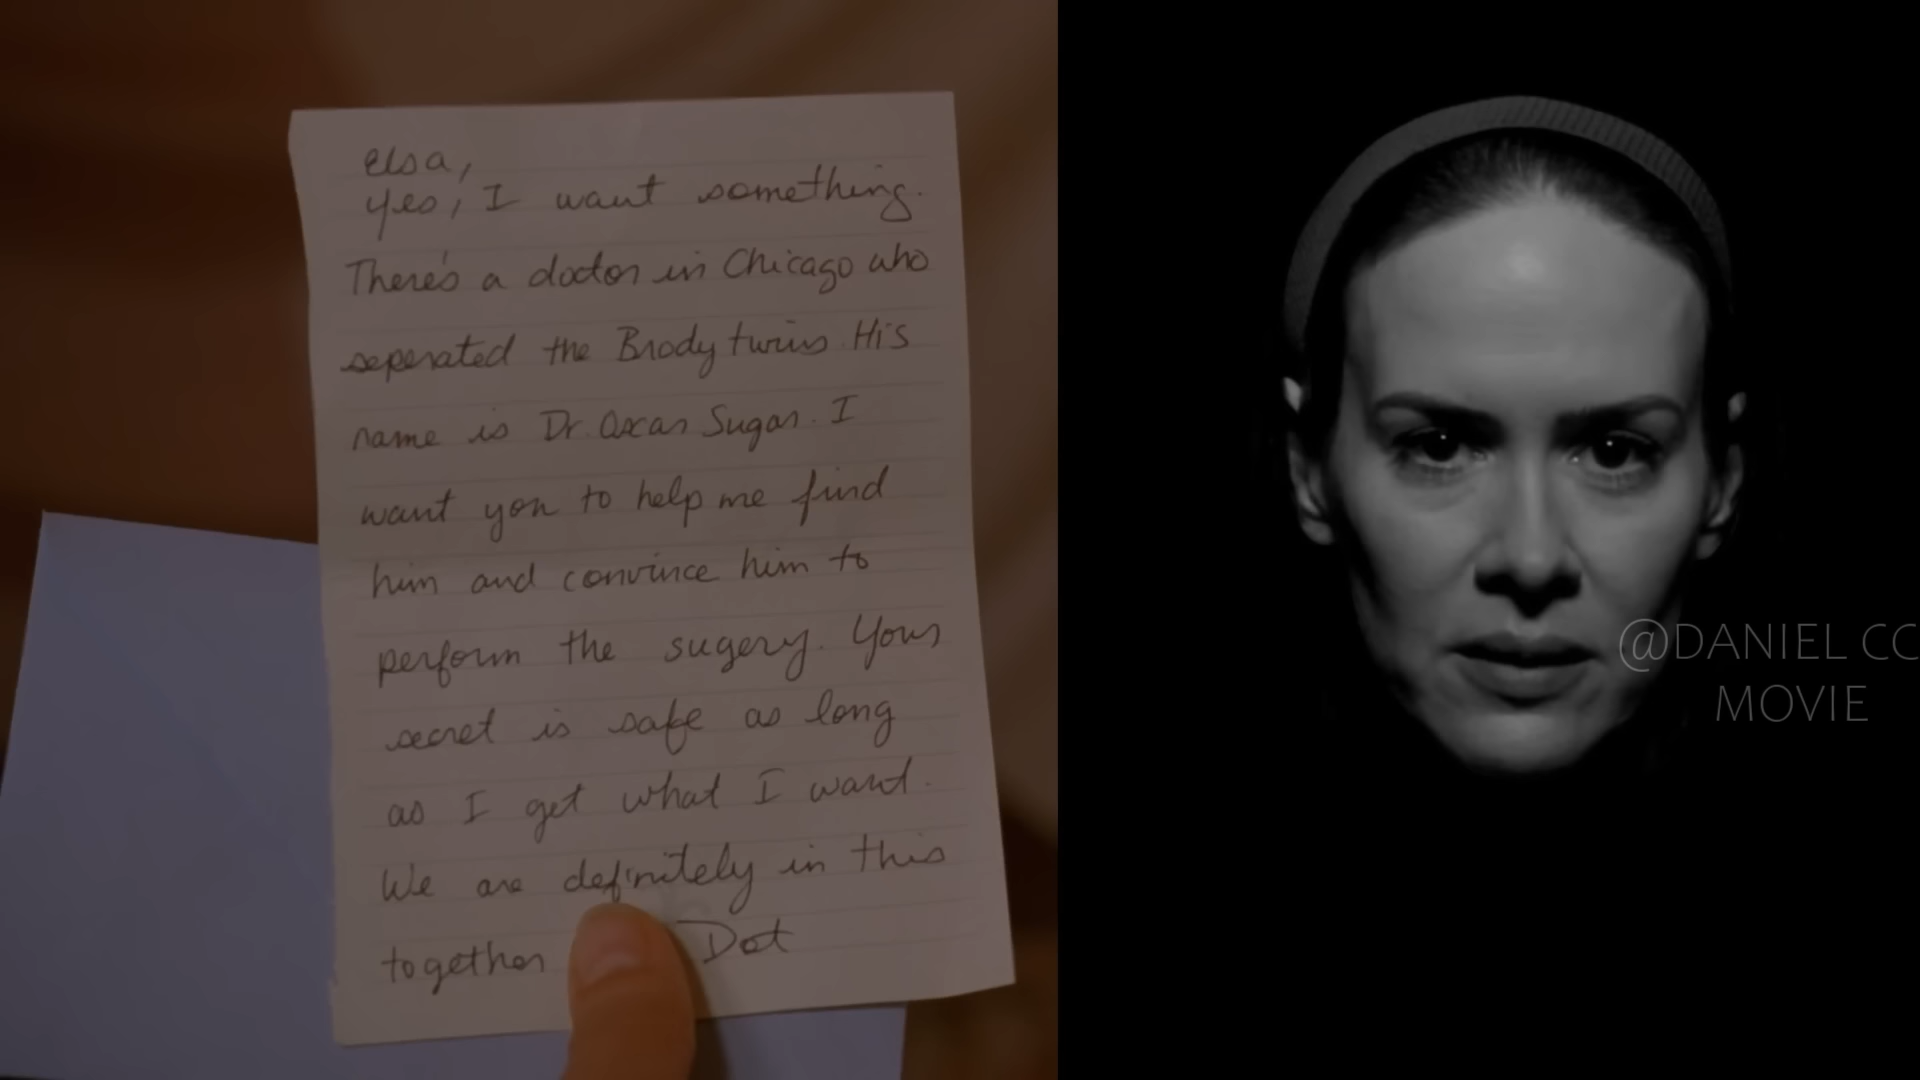 elsa,
yes, I want something.
There's a doctor in Chicago who
seperated the Brody twins His
name is Dr. Oscar Sugar. I
want you to help me find
him and convince him to
perform the sugery. Your
secret is safe as long
as I get what I want.
We are definitely in this
together Dot
@DANIEL CC
MOVIE